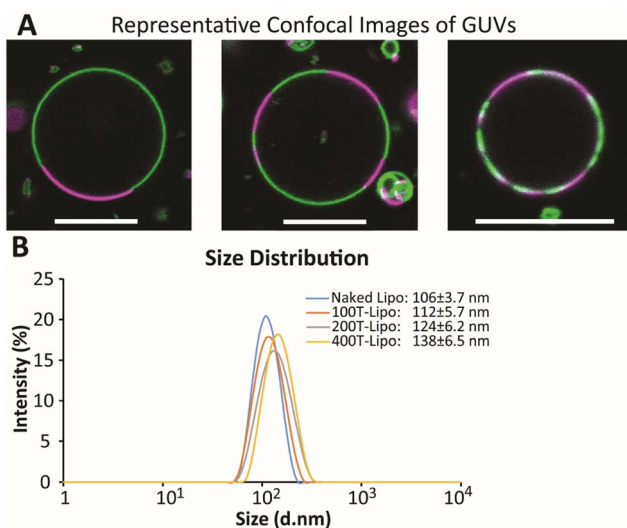 A
Representative Confocal Images of GUVs
B
Size Distribution
Intensity (%)
25
20
15
10
5
0
Naked Lipo: 106±3.7 nm
100T-Lipo: 112±5.7 nm
200T-Lipo: 124±6.2 nm
400T-Lipo: 138±6.5 nm
1 10¹ 10² 10³ 10⁴
Size (d.nm)